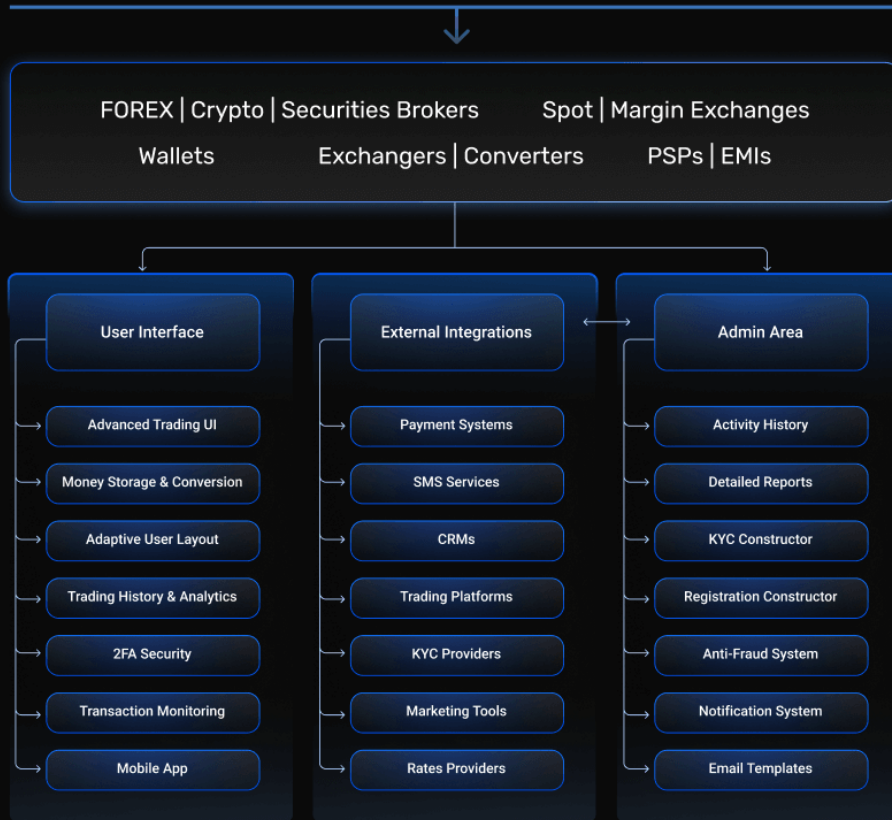 FOREX | Crypto | Securities Brokers
Spot | Margin Exchanges
Wallets
Exchangers | Converters
PSPs | EMIs
User Interface
Advanced Trading UI
Money Storage & Conversion
Adaptive User Layout
Trading History & Analytics
2FA Security
Transaction Monitoring
Mobile App
External Integrations
Payment Systems
SMS Services
CRMs
Trading Platforms
KYC Providers
Marketing Tools
Rates Providers
Admin Area
Activity History
Detailed Reports
KYC Constructor
Registration Constructor
Anti-Fraud System
Notification System
Email Templates